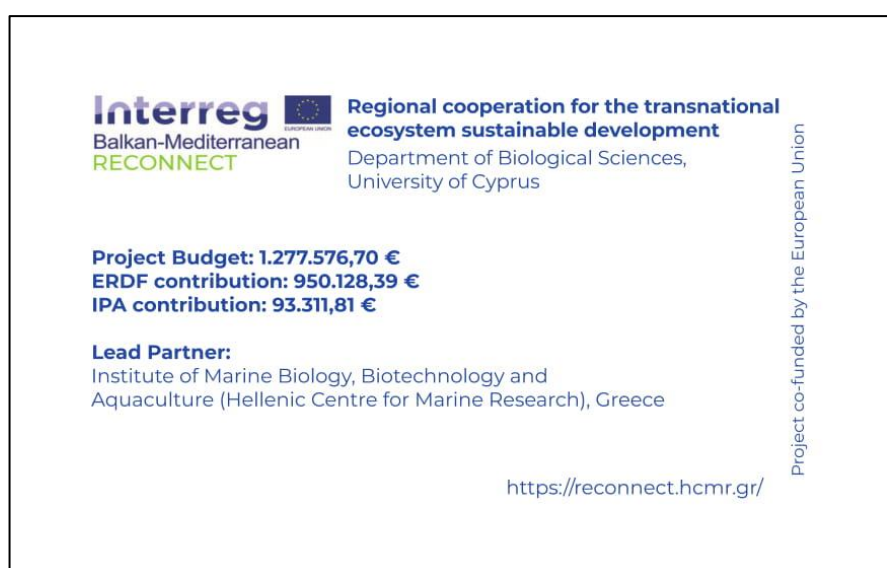 Interreg
EUROPEAN UNION
Balkan-Mediterranean
RECONNECT
Regional cooperation for the transnational
ecosystem sustainable development
Department of Biological Sciences,
University of Cyprus
Project Budget: 1.277.576,70 €
ERDF contribution: 950.128,39 €
IPA contribution: 93.311,81 €
Lead Partner:
Institute of Marine Biology, Biotechnology and
Aquaculture (Hellenic Centre for Marine Research), Greece
https://reconnect.hcmr.gr/
Project co-funded by the European Union